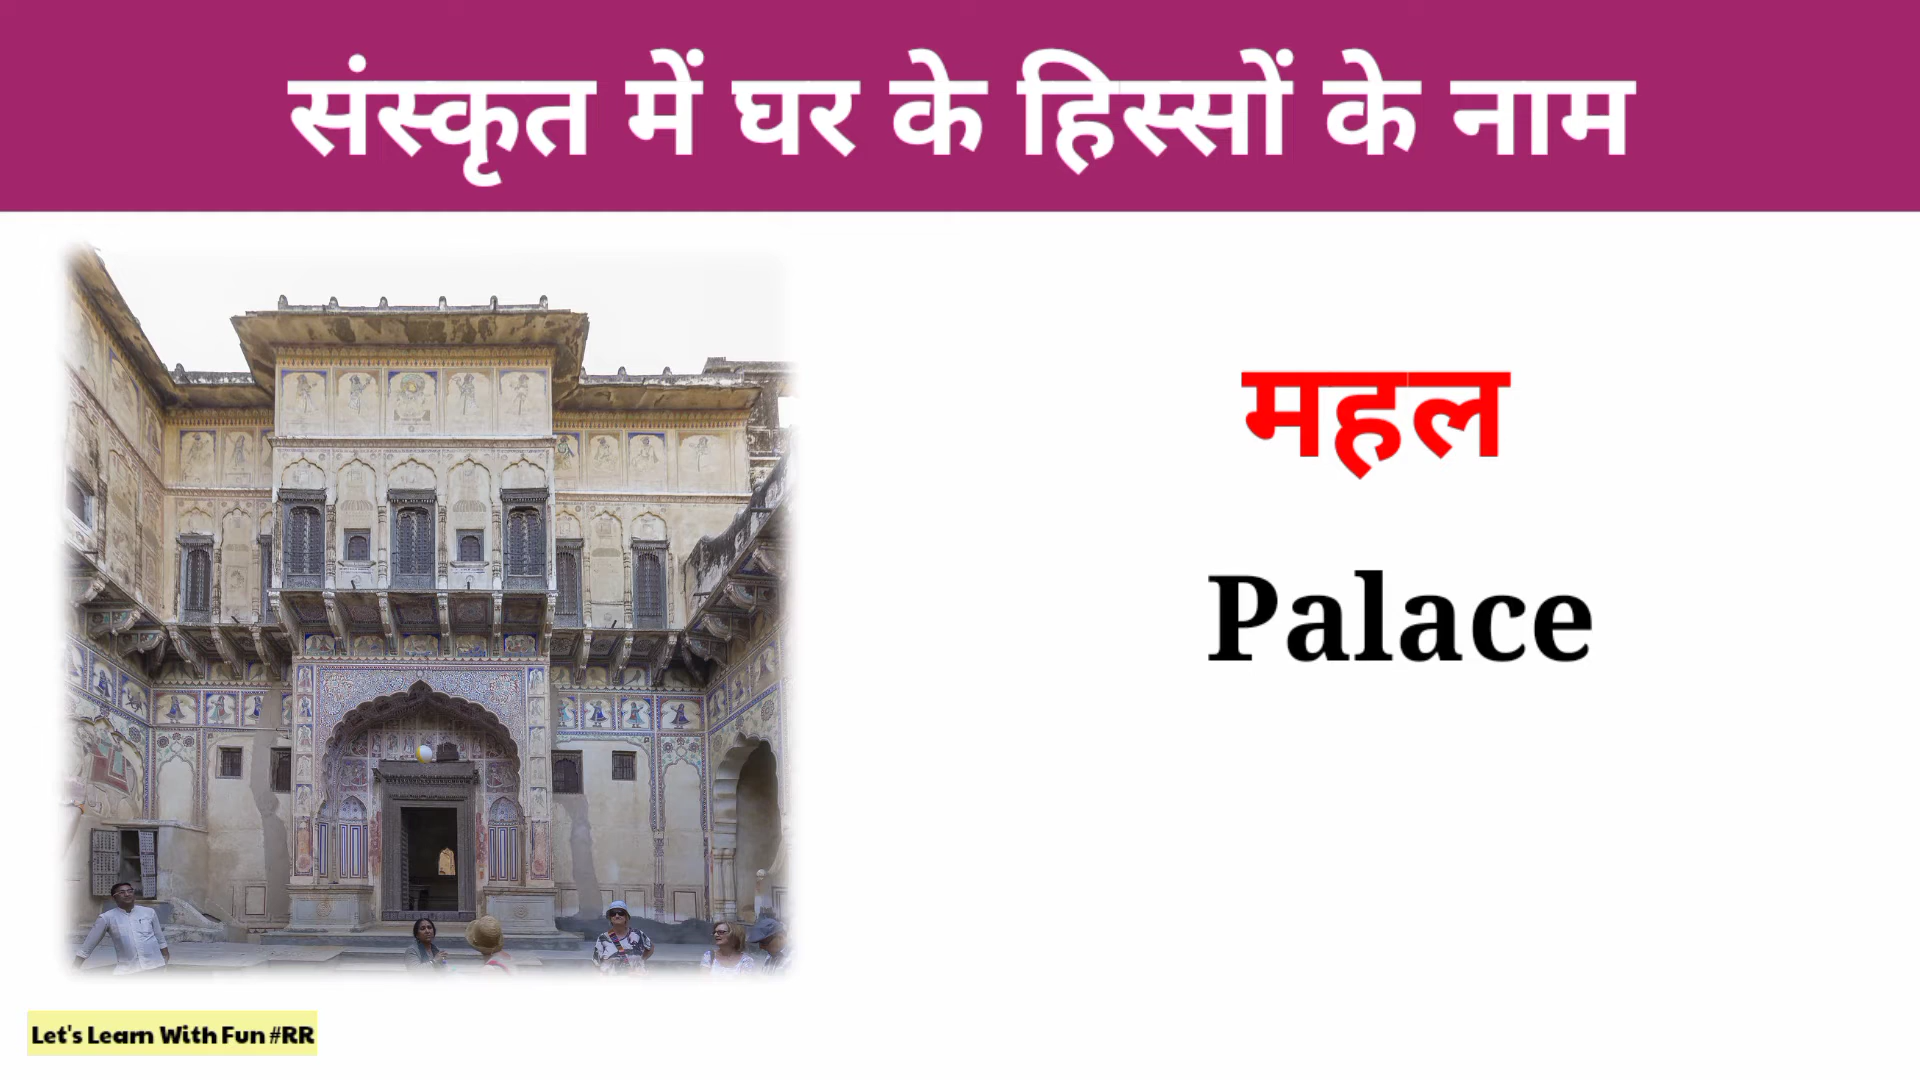 संस्कृत में घर के हिस्सों के नाम
महल
Palace
Let's Learn With Fun #RR